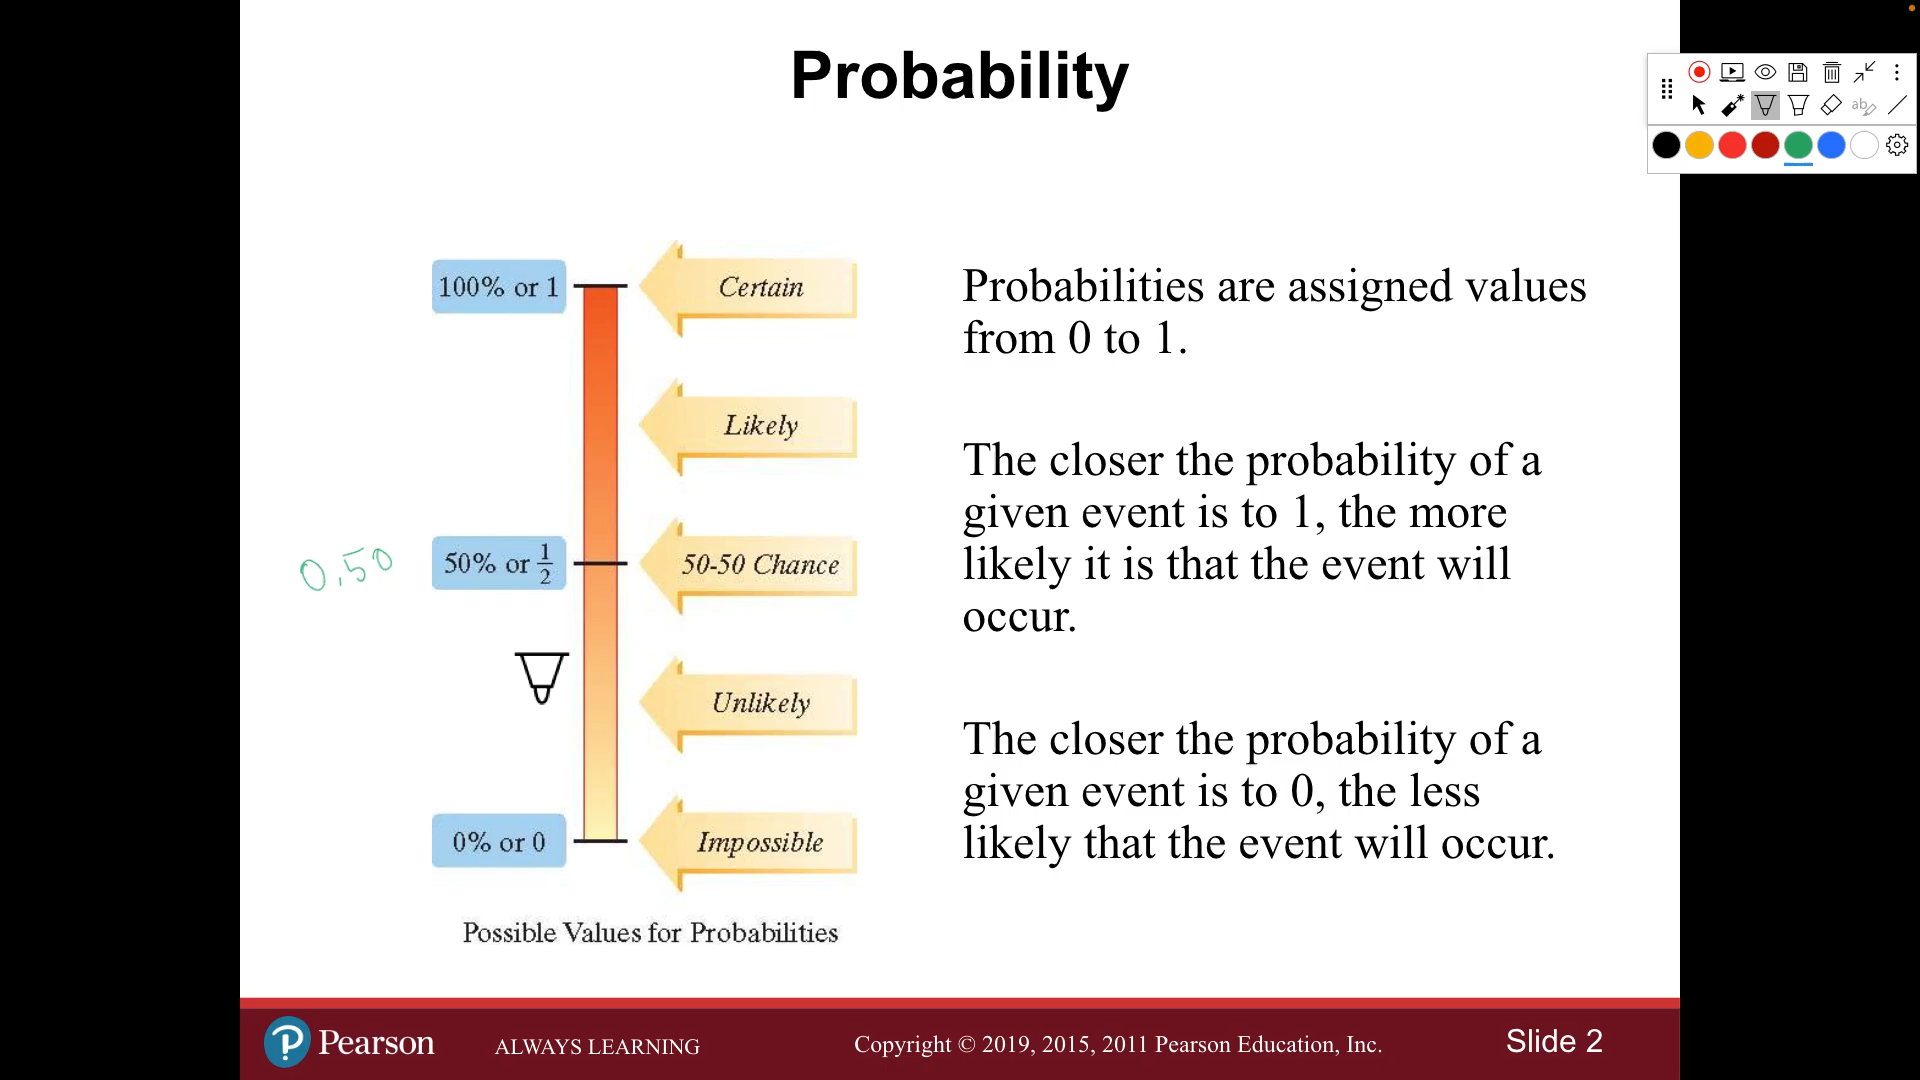 Probability
100% or 1
Certain
Likely
0.50
50% or 1/2
50-50 Chance
Unlikely
0% or 0
Impossible
Possible Values for Probabilities
Probabilities are assigned values
from 0 to 1.
The closer the probability of a
given event is to 1, the more
likely it is that the event will
occur.
The closer the probability of a
given event is to 0, the less
likely that the event will occur.
ab
Pearson
ALWAYS LEARNING
Copyright © 2019, 2015, 2011 Pearson Education, Inc.
Slide 2